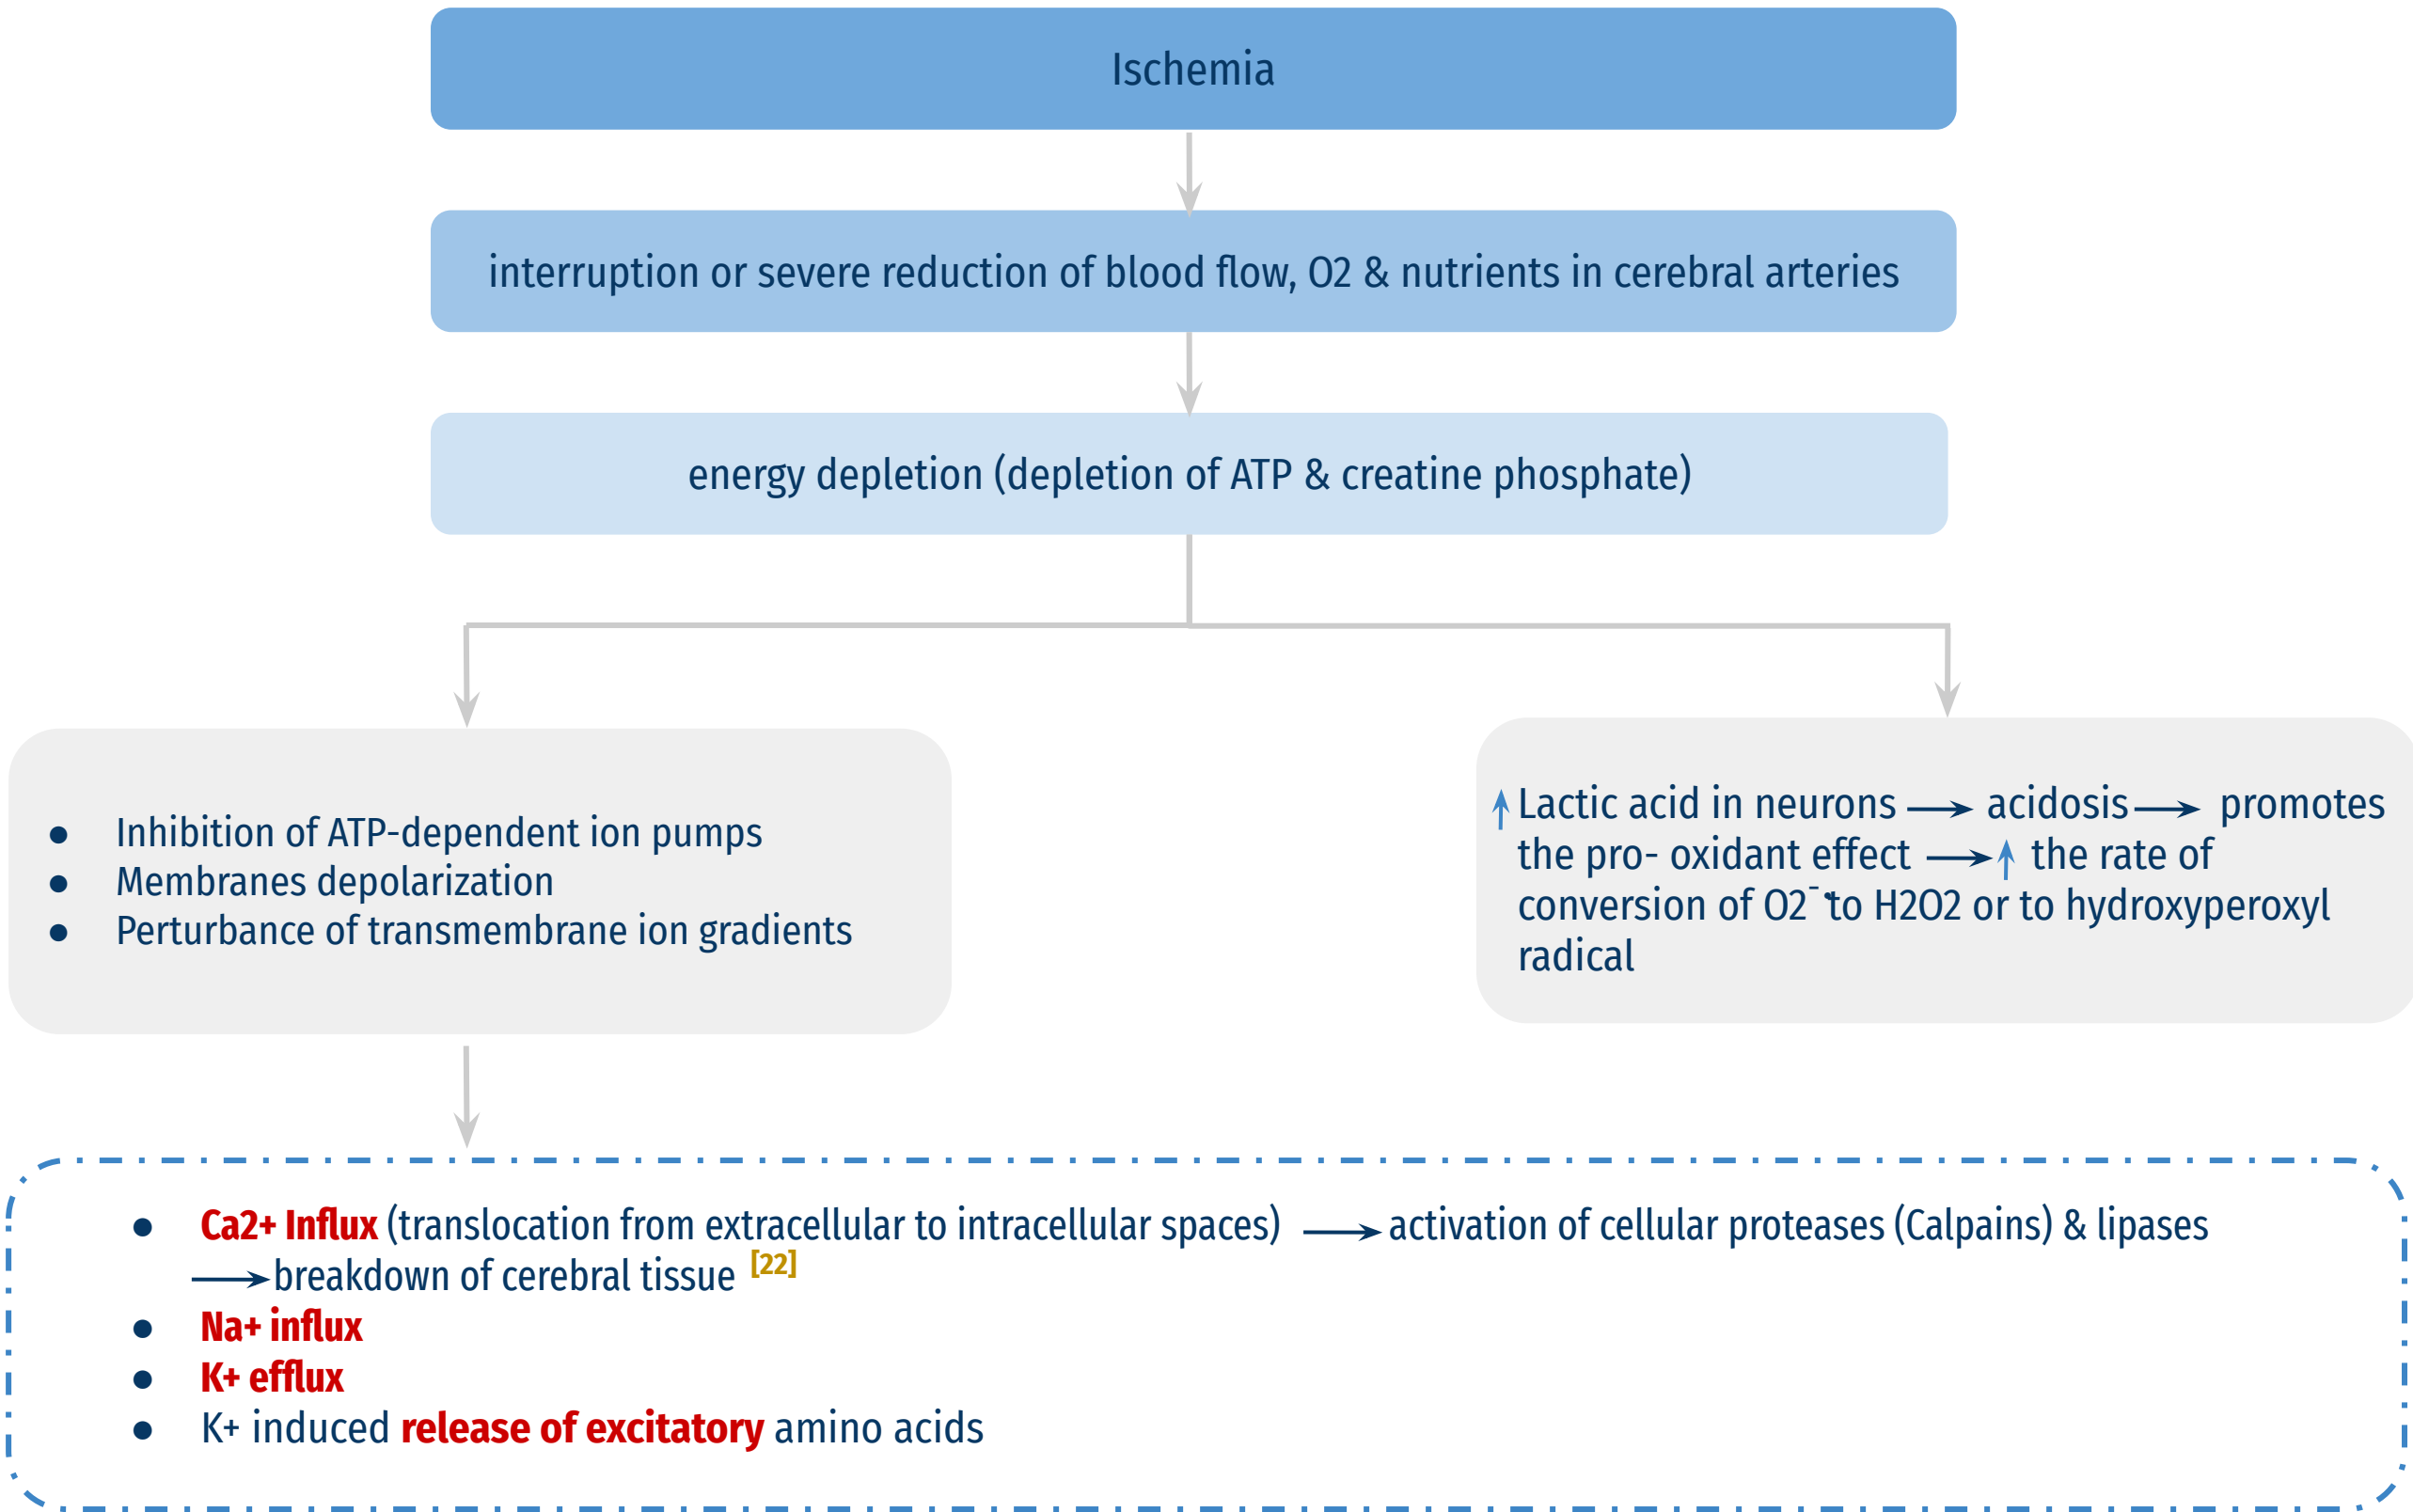 Ischemia
interruption or severe reduction of blood flow, O2 & nutrients in cerebral arteries
energy depletion (depletion of ATP & creatine phosphate)
● Inhibition of ATP-dependent ion pumps
● Membranes depolarization
● Perturbance of transmembrane ion gradients
↑ Lactic acid in neurons → acidosis → promotes
the pro- oxidant effect → ↑ the rate of
conversion of O2⁻• to H2O2 or to hydroxyperoxyl
radical
● Ca2+ Influx (translocation from extracellular to intracellular spaces) → activation of cellular proteases (Calpains) & lipases
→ breakdown of cerebral tissue [22]
● Na+ influx
● K+ efflux
● K+ induced release of excitatory amino acids